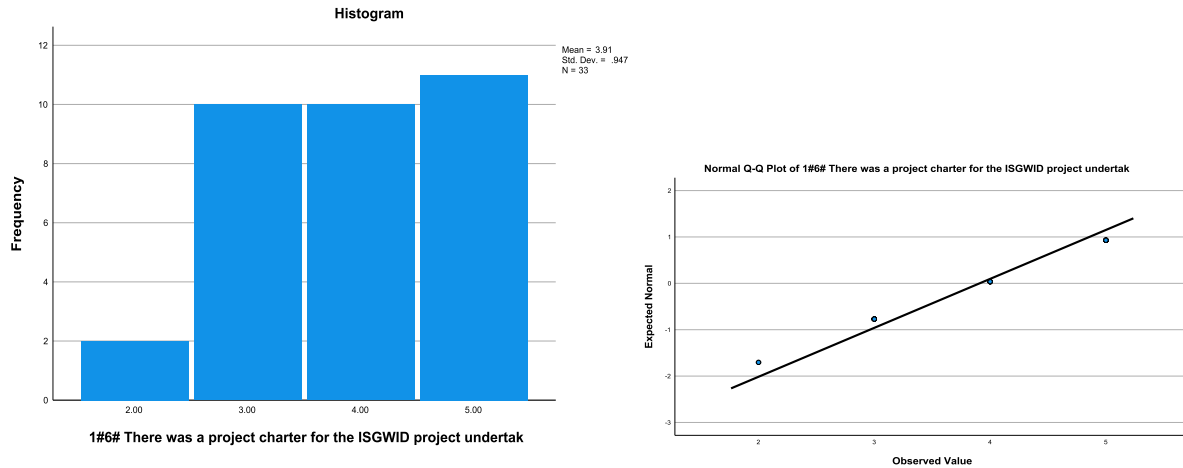 Histogram
12
10
8
6
4
2
0
Frequency
2.00 3.00 4.00 5.00
1#6# There was a project charter for the ISGWID project undertak
Mean = 3.91
Std. Dev. = .947
N = 33
Normal Q-Q Plot of 1#6# There was a project charter for the ISGWID project undertak
2
1
0
-1
-2
-3
Expected Normal
2 3 4 5
Observed Value